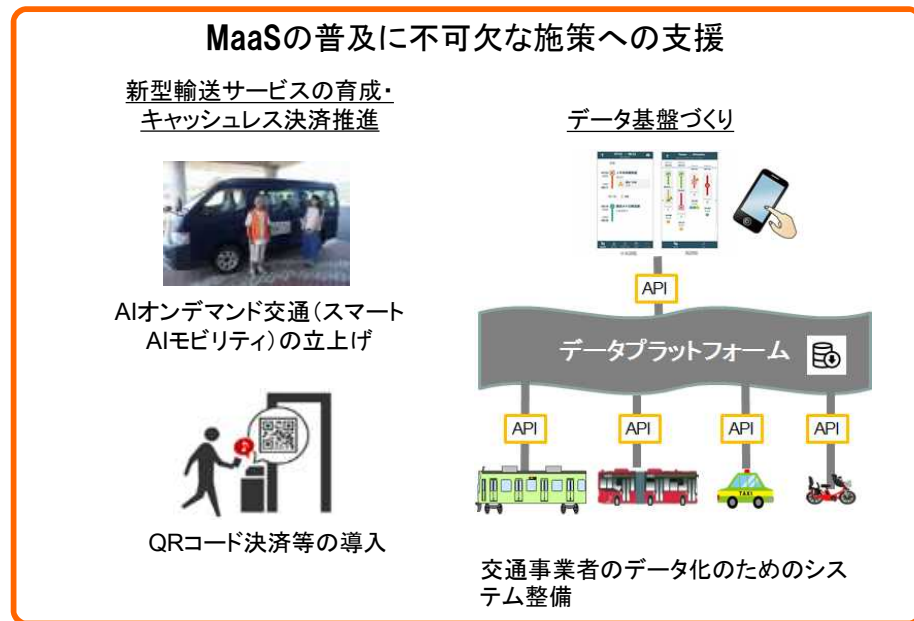 MaaSの普及に不可欠な施策への支援
新型輸送サービスの育成・
キャッシュレス決済推進
AIオンデマンド交通(スマート
AIモビリティ)の立上げ
QRコード決済等の導入
データ基盤づくり
API
データプラットフォーム
API
API
API
API
TAXI
交通事業者のデータ化のためのシス
テム整備